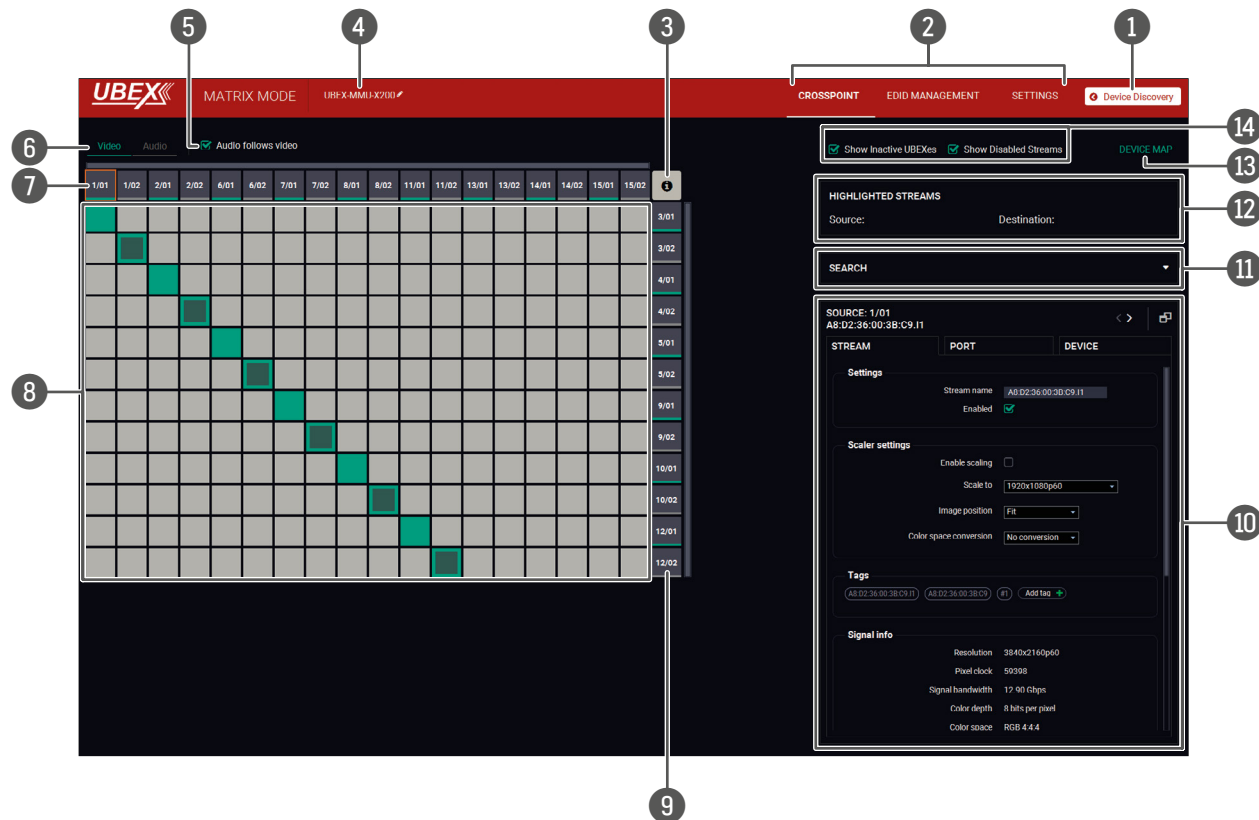 5 4 3 2 1
UBEX MATRIX MODE UBEX-MMU-X200 CROSSPOINT EDID MANAGEMENT SETTINGS Device Discovery
14
6 Video Audio Audio follows video Show Inactive UBEXes Show Disabled Streams DEVICE MAP
13
7 1/01 1/02 2/01 2/02 6/01 6/02 7/01 7/02 8/01 8/02 11/01 11/02 13/01 13/02 14/01 14/02 15/01 15/02
HIGHLIGHTED STREAMS 12
3/01 Source: Destination:
3/02
SEARCH 11
4/01
4/02
SOURCE: 1/01
A8:D2:36:00:3B:C9.I1
5/01 STREAM PORT DEVICE
5/02 Settings
8 Stream name A8:D2:36:00:3B:C9.I1
9/01 Enabled
9/02 Scaler settings
10/01 Enable scaling
10/02 Scale to 1920x1080p60
12/01 Image position Fit 10
Color space conversion No conversion
12/02
Tags
A8:D2:36:00:3B:C9.I1 A8:D2:36:00:3B:C9 #1 Add tag +
Signal info
Resolution 3840x2160p60
Pixel clock 59398
Signal bandwidth 12.90 Gbps
Color depth 8 bits per pixel
Color space RGB 4:4:4
9